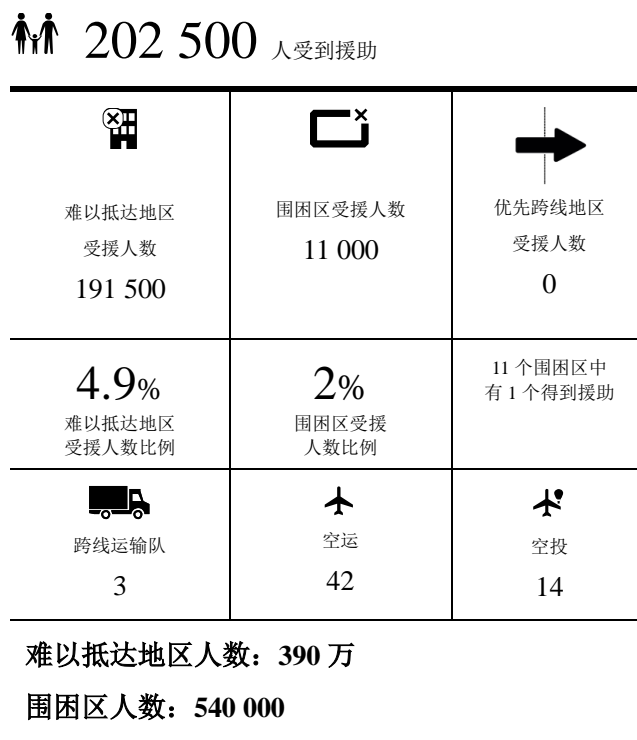 202 500 人受到援助
难以抵达地区
受援人数
191 500
围困区受援人数
11 000
优先跨线地区
受援人数
0
4.9%
难以抵达地区
受援人数比例
2%
围困区受援
人数比例
11 个围困区中
有 1 个得到援助
跨线运输队
3
空运
42
空投
14
难以抵达地区人数：390 万
围困区人数：540 000